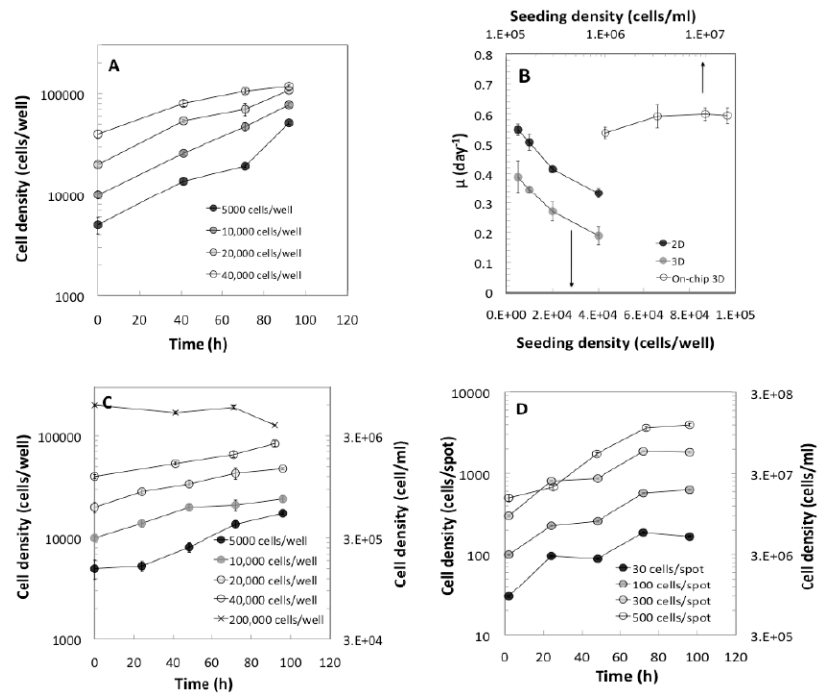 A
Cell density (cells/well)
100000
10000
1000
5000 cells/well
10,000 cells/well
20,000 cells/well
40,000 cells/well
0 20 40 60 80 100 120
Time (h)
Seeding density (cells/ml)
1.E+05 1.E+06 1.E+07
B
μ (day⁻¹)
0.8
0.7
0.6
0.5
0.4
0.3
0.2
0.1
0
2D
3D
On-chip 3D
0.E+00 2.E+04 4.E+04 6.E+04 8.E+04 1.E+05
Seeding density (cells/well)
C
Cell density (cells/well)
100000
10000
1000
5000 cells/well
10,000 cells/well
20,000 cells/well
40,000 cells/well
200,000 cells/well
3.E+06
3.E+05
3.E+04
Cell density (cell/ml)
0 20 40 60 80 100 120
Time (h)
D
Cell density (cells/spot)
10000
1000
100
10
30 cells/spot
100 cells/spot
300 cells/spot
500 cells/spot
3.E+08
3.E+07
3.E+06
3.E+05
Cell density (cells/ml)
0 20 40 60 80 100 120
Time (h)